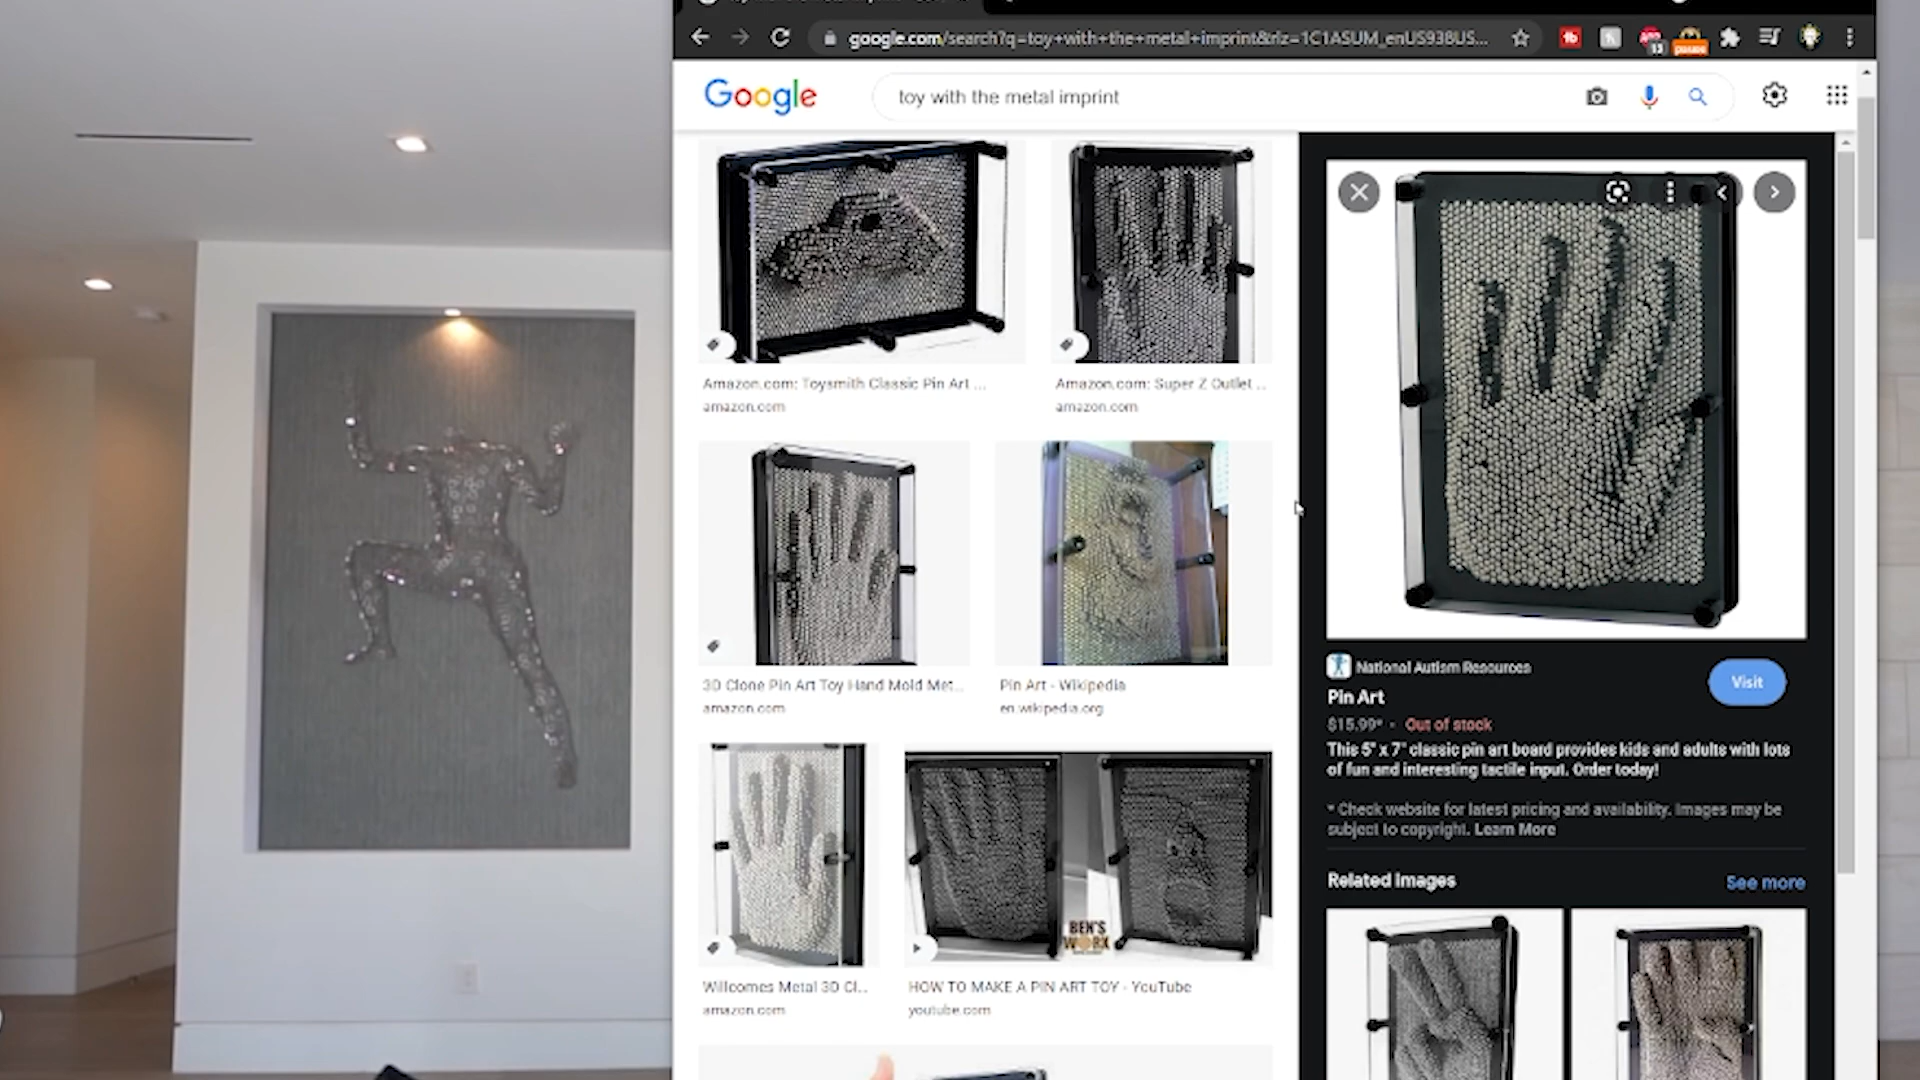 google.com/search?q=toy+with+the+metal+imprint&rlz=1C1ASUM_enUS938US...
13
pause
Google
toy with the metal imprint
Amazon.com: Toysmith Classic Pin Art ...
amazon.com
Amazon.com: Super Z Outlet ...
amazon.com
3D Clone Pin Art Toy Hand Mold Met...
amazon.com
Pin Art - Wikipedia
en.wikipedia.org
BEN'S
WORX
Willcomes Metal 3D Cl...
amazon.com
HOW TO MAKE A PIN ART TOY - YouTube
youtube.com
National Autism Resources
Visit
Pin Art
$15.99* · Out of stock
This 5" x 7" classic pin art board provides kids and adults with lots
of fun and interesting tactile input. Order today!
* Check website for latest pricing and availability. Images may be
subject to copyright. Learn More
Related images
See more